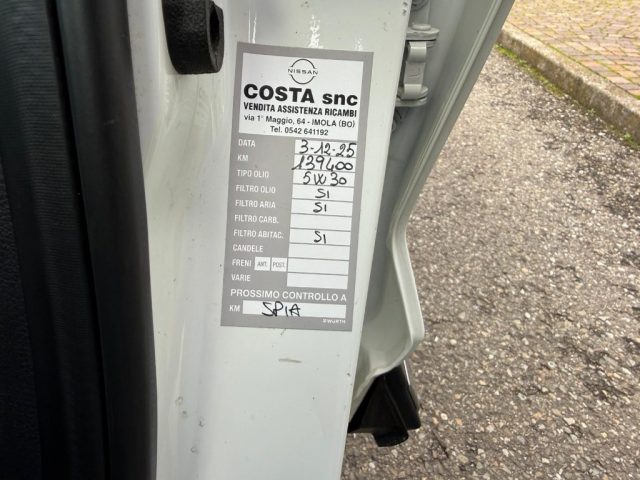 NISSAN
COSTA snc
VENDITA ASSISTENZA RICAMBI
via 1° Maggio, 64 - IMOLA (BO)
Tel. 0542 641192
DATA 3-12-25
KM 139400
TIPO OLIO 5W30
FILTRO OLIO SI
FILTRO ARIA SI
FILTRO CARB.
FILTRO ABITAC. SI
CANDELE
FRENI ANT. POST.
VARIE
PROSSIMO CONTROLLO A
KM SPIA
WÜRTH